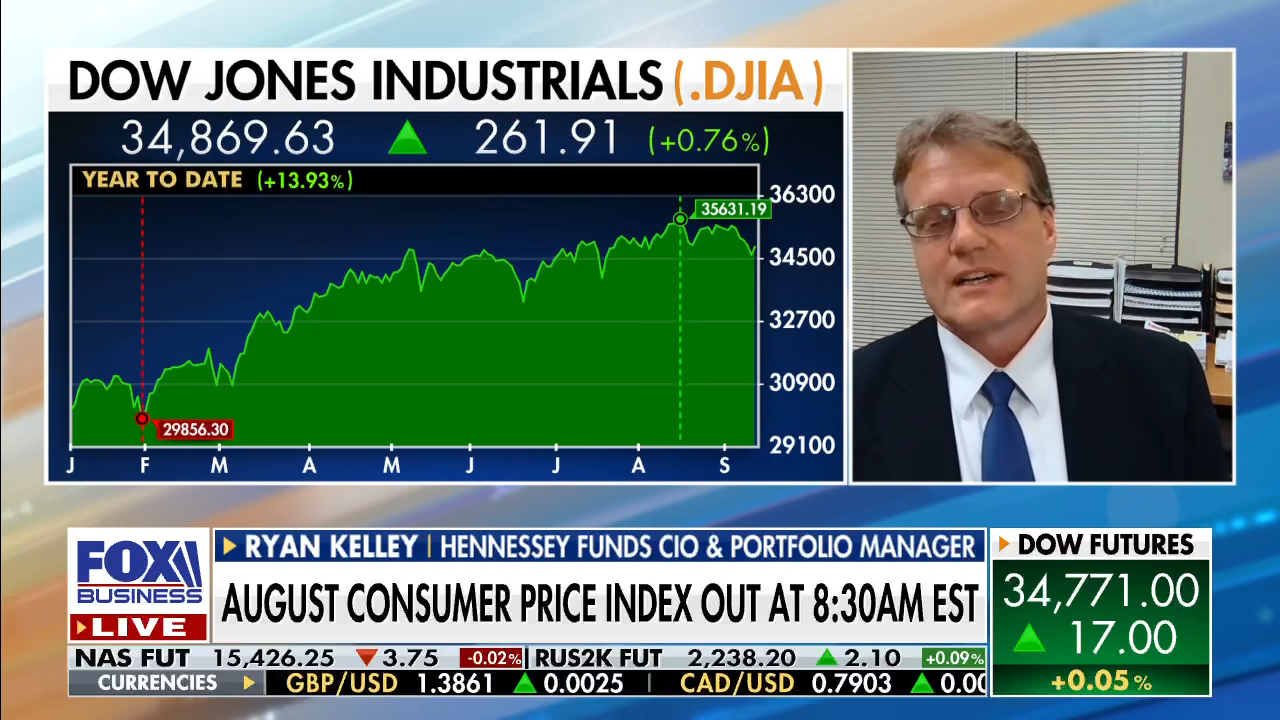 DOW JONES INDUSTRIALS (.DJIA)
34,869.63 ▲ 261.91 (+0.76%)
YEAR TO DATE (+13.93%)
36300
35631.19
34500
32700
30900
29856.30
29100
J F M A M J J A S
FOX
BUSINESS
LIVE
RYAN KELLEY | HENNESSEY FUNDS CIO & PORTFOLIO MANAGER
AUGUST CONSUMER PRICE INDEX OUT AT 8:30AM EST
DOW FUTURES
34,771.00
▲ 17.00
+0.05%
NAS FUT 15,426.25 ▼ 3.75 -0.02% RUS2K FUT 2,238.20 ▲ 2.10 +0.09%
CURRENCIES GBP/USD 1.3861 ▲ 0.0025 | CAD/USD 0.7903 ▲ 0.00